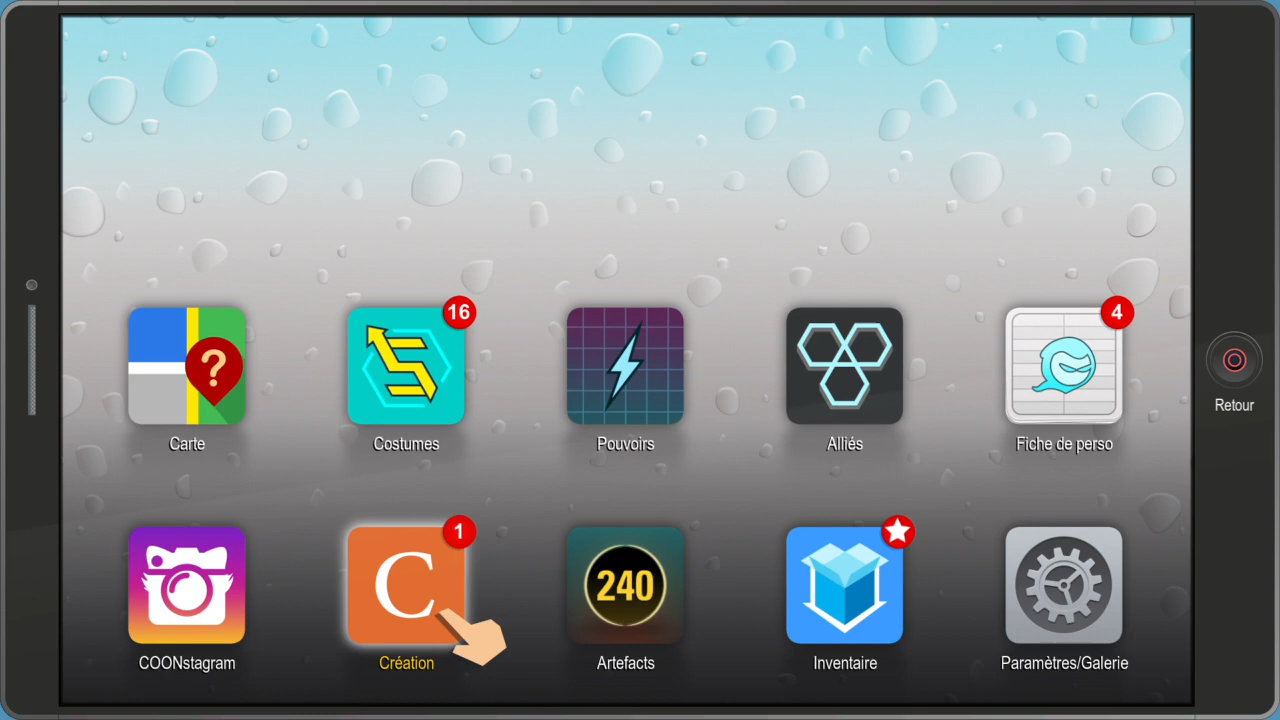 16
4
?
Carte
Costumes
Pouvoirs
Alliés
Fiche de perso
Retour
1
C
240
COONstagram
Création
Artefacts
Inventaire
Paramètres/Galerie